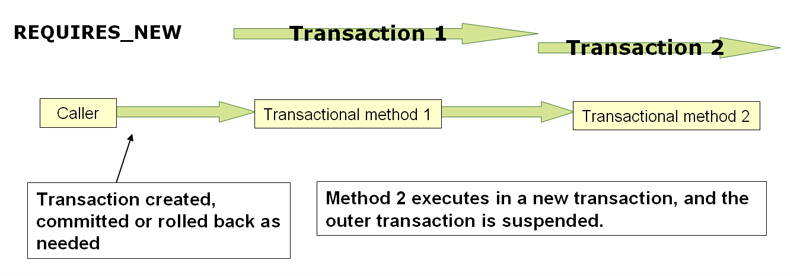 REQUIRES_NEW
Transaction 1
Transaction 2
Caller
Transactional method 1
Transactional method 2
Transaction created,
committed or rolled back as
needed
Method 2 executes in a new transaction, and the
outer transaction is suspended.